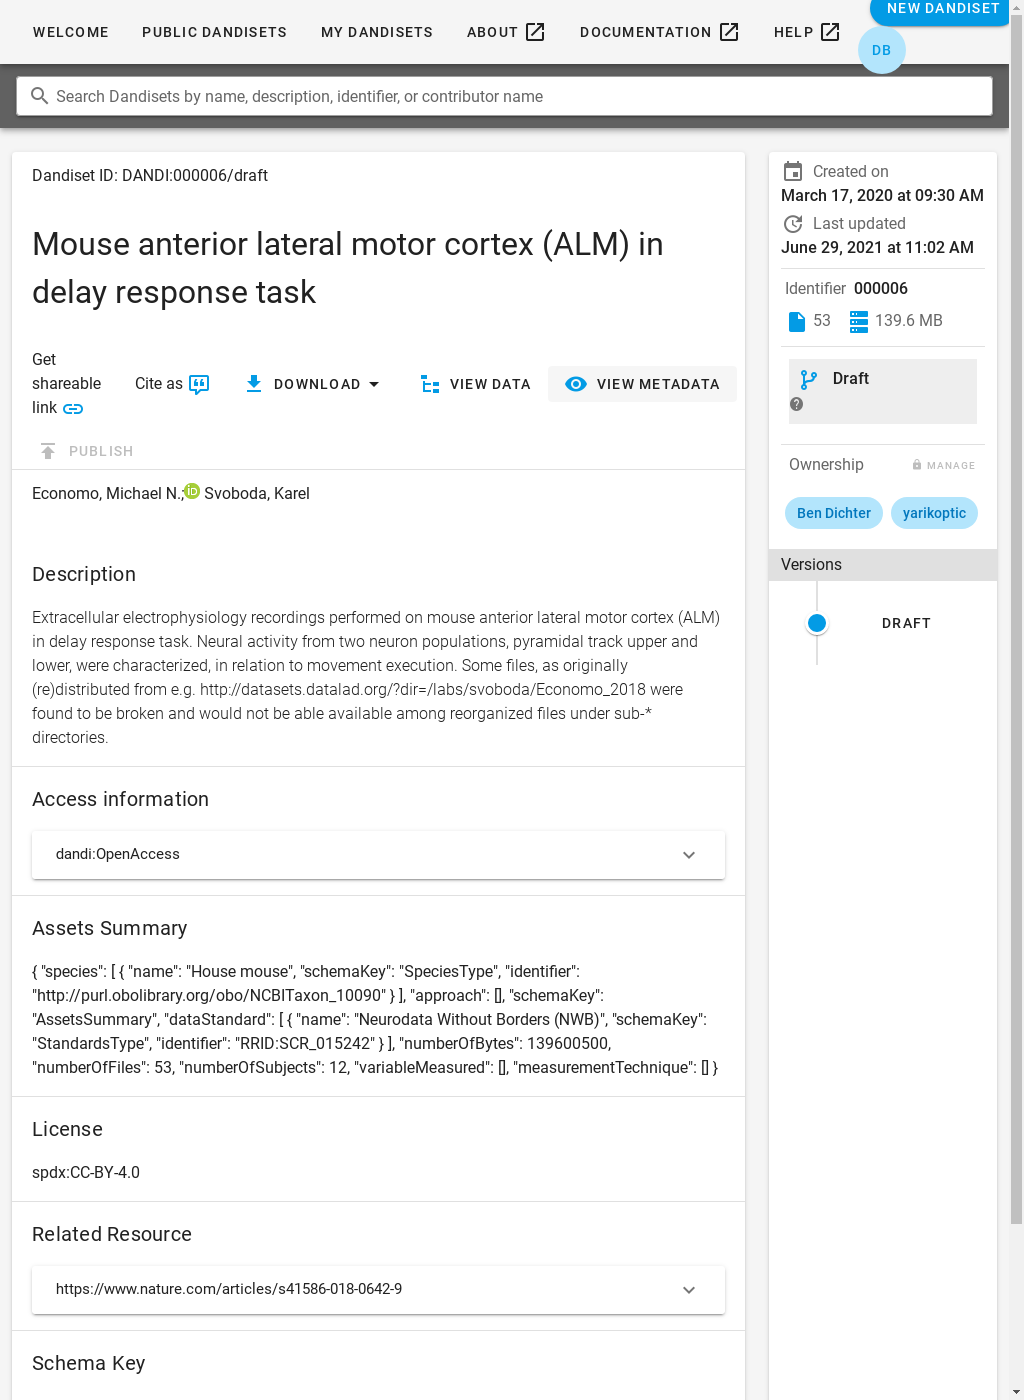 WELCOME PUBLIC DANDISETS MY DANDISETS ABOUT DOCUMENTATION HELP NEW DANDISET
DB
Search Dandisets by name, description, identifier, or contributor name
Dandiset ID: DANDI:000006/draft
Mouse anterior lateral motor cortex (ALM) in
delay response task
Get
shareable
link
Cite as
DOWNLOAD
VIEW DATA
VIEW METADATA
PUBLISH
Economo, Michael N.; Svoboda, Karel
Description
Extracellular electrophysiology recordings performed on mouse anterior lateral motor cortex (ALM)
in delay response task. Neural activity from two neuron populations, pyramidal track upper and
lower, were characterized, in relation to movement execution. Some files, as originally
(re)distributed from e.g. http://datasets.datalad.org/?dir=/labs/svoboda/Economo_2018 were
found to be broken and would not be able available among reorganized files under sub-*
directories.
Access information
dandi:OpenAccess
Assets Summary
{ "species": [ { "name": "House mouse", "schemaKey": "SpeciesType", "identifier":
"http://purl.obolibrary.org/obo/NCBITaxon_10090" } ], "approach": [], "schemaKey":
"AssetsSummary", "dataStandard": [ { "name": "Neurodata Without Borders (NWB)", "schemaKey":
"StandardsType", "identifier": "RRID:SCR_015242" } ], "numberOfBytes": 139600500,
"numberOfFiles": 53, "numberOfSubjects": 12, "variableMeasured": [], "measurementTechnique": [] }
License
spdx:CC-BY-4.0
Related Resource
https://www.nature.com/articles/s41586-018-0642-9
Schema Key
Created on
March 17, 2020 at 09:30 AM
Last updated
June 29, 2021 at 11:02 AM
Identifier 000006
53 139.6 MB
Draft
Ownership MANAGE
Ben Dichter yarikoptic
Versions
DRAFT